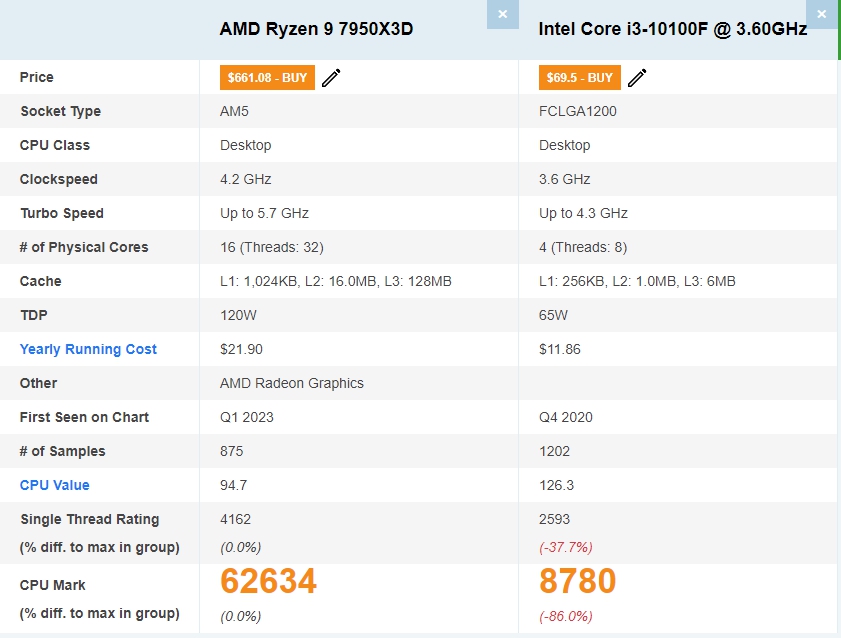 AMD Ryzen 9 7950X3D × Intel Core i3-10100F @ 3.60GHz ×
Price $661.08 - BUY $69.5 - BUY
Socket Type AM5 FCLGA1200
CPU Class Desktop Desktop
Clockspeed 4.2 GHz 3.6 GHz
Turbo Speed Up to 5.7 GHz Up to 4.3 GHz
# of Physical Cores 16 (Threads: 32) 4 (Threads: 8)
Cache L1: 1,024KB, L2: 16.0MB, L3: 128MB L1: 256KB, L2: 1.0MB, L3: 6MB
TDP 120W 65W
Yearly Running Cost $21.90 $11.86
Other AMD Radeon Graphics
First Seen on Chart Q1 2023 Q4 2020
# of Samples 875 1202
CPU Value 94.7 126.3
Single Thread Rating 4162 2593
(% diff. to max in group) (0.0%) (-37.7%)
CPU Mark 62634 8780
(% diff. to max in group) (0.0%) (-86.0%)